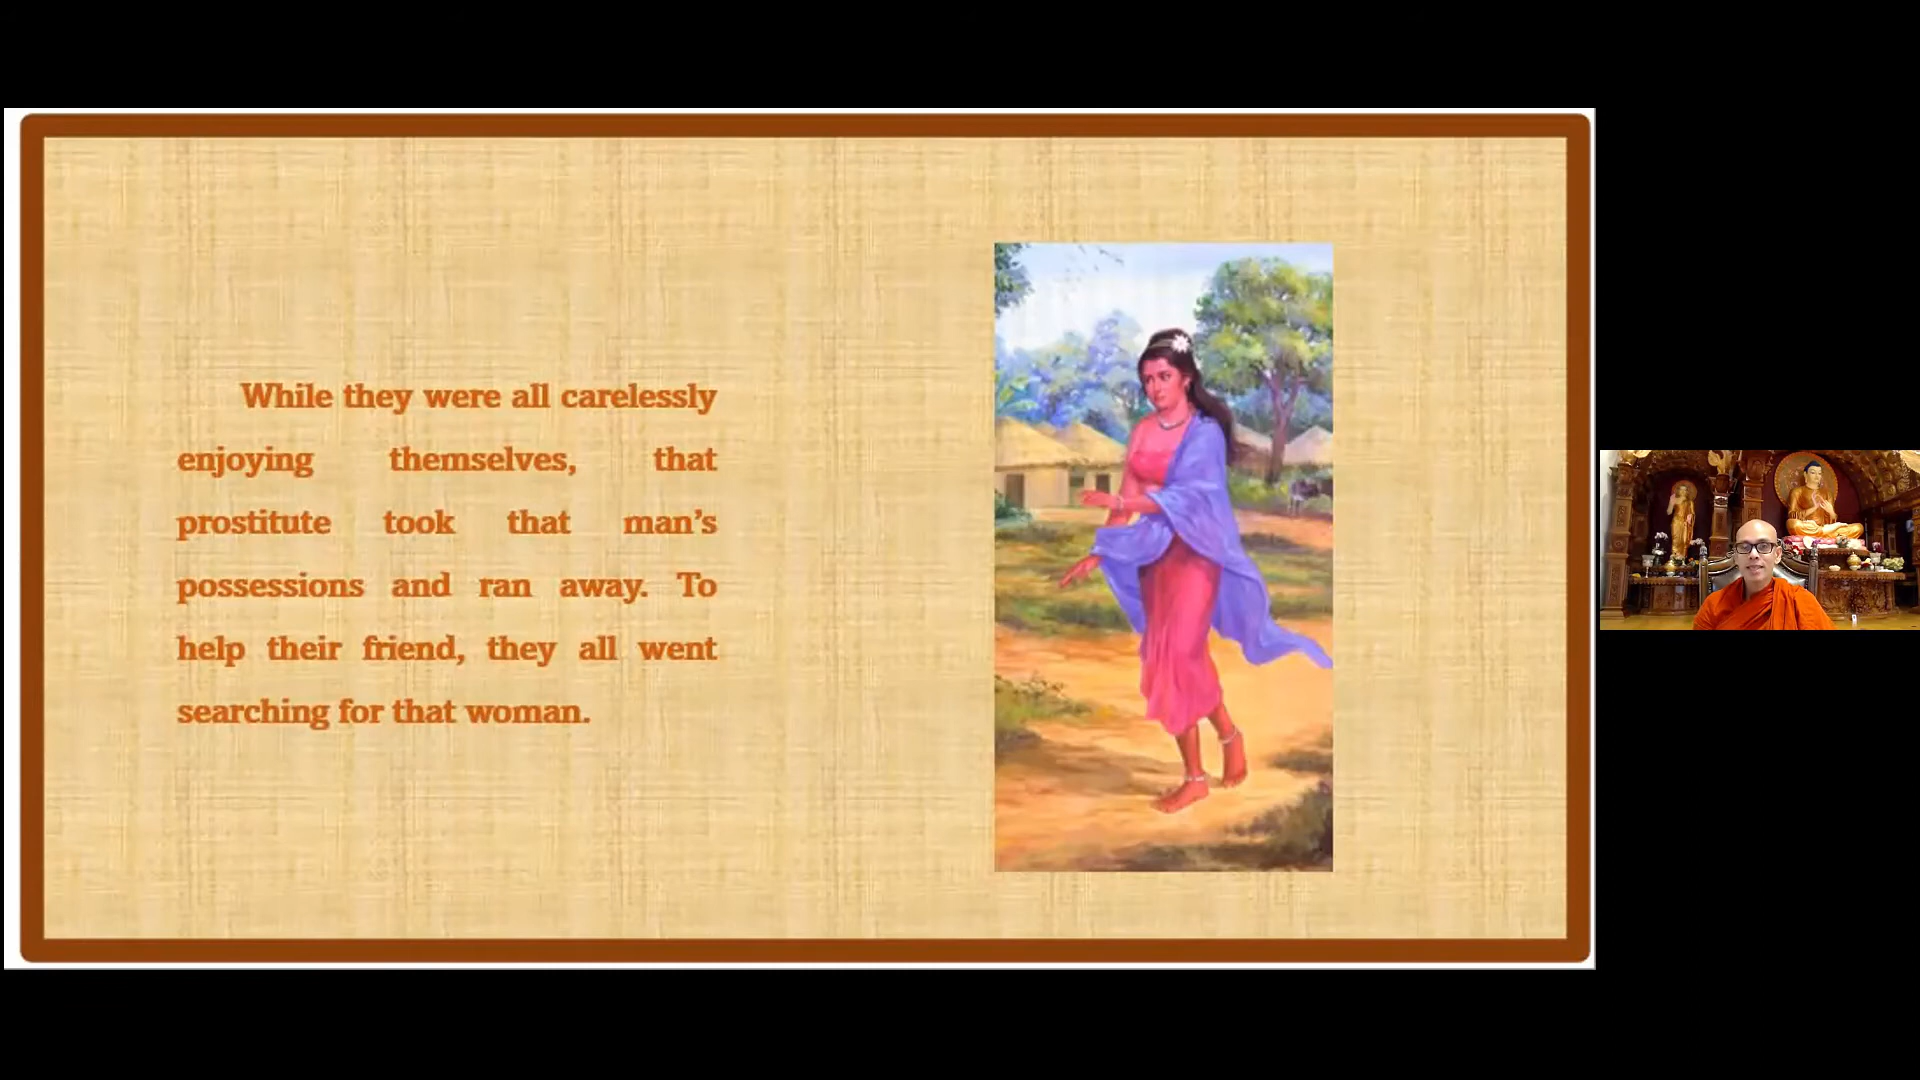 While they were all carelessly
enjoying themselves, that
prostitute took that man's
possessions and ran away. To
help their friend, they all went
searching for that woman.